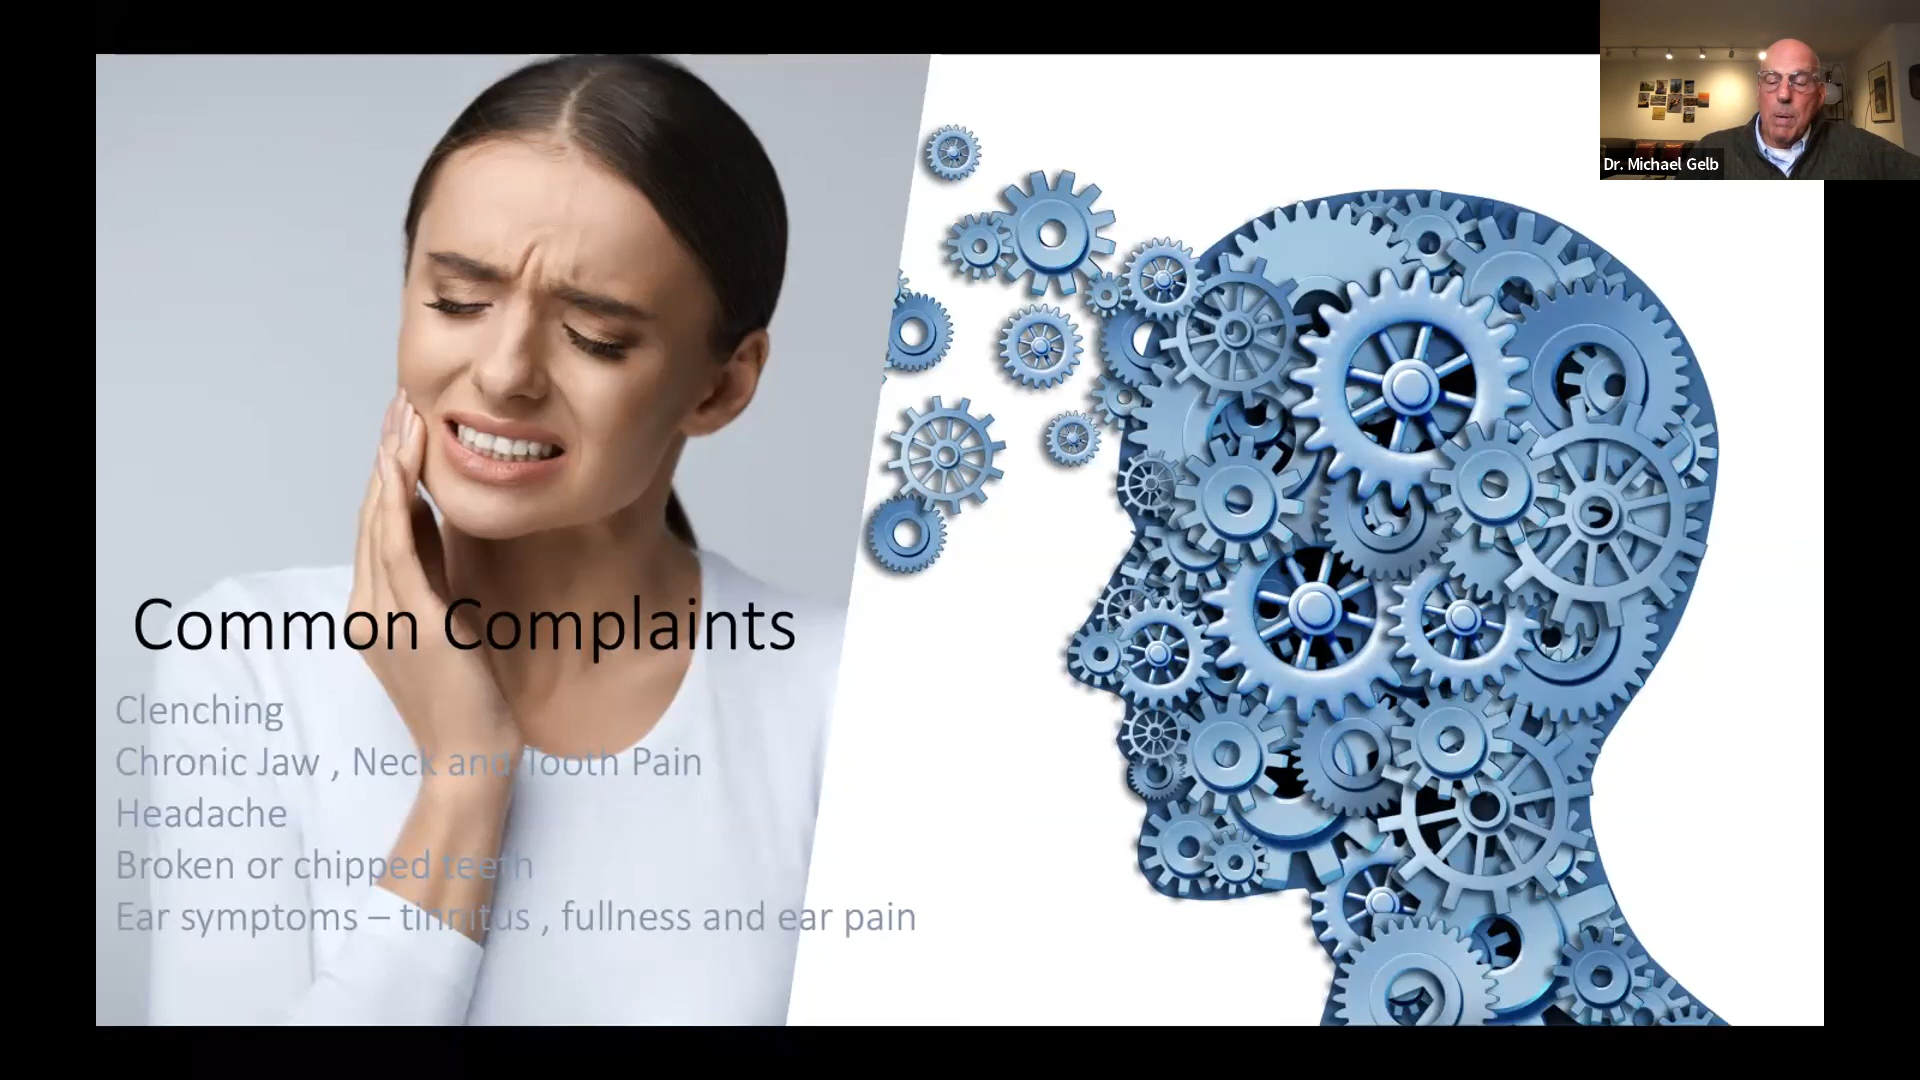 Dr. Michael Gelb
Common Complaints
Clenching
Chronic Jaw , Neck and Tooth Pain
Headache
Broken or chipped teeth
Ear symptoms – tinnitus , fullness and ear pain